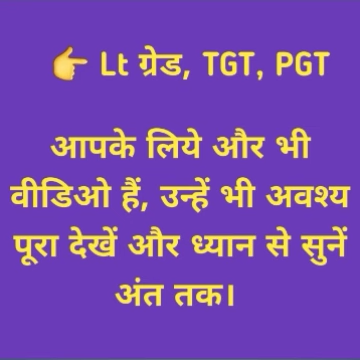 👉 Lt ग्रेड, TGT, PGT
आपके लिये और भी
वीडिओ हैं, उन्हें भी अवश्य
पूरा देखें और ध्यान से सुनें
अंत तक।